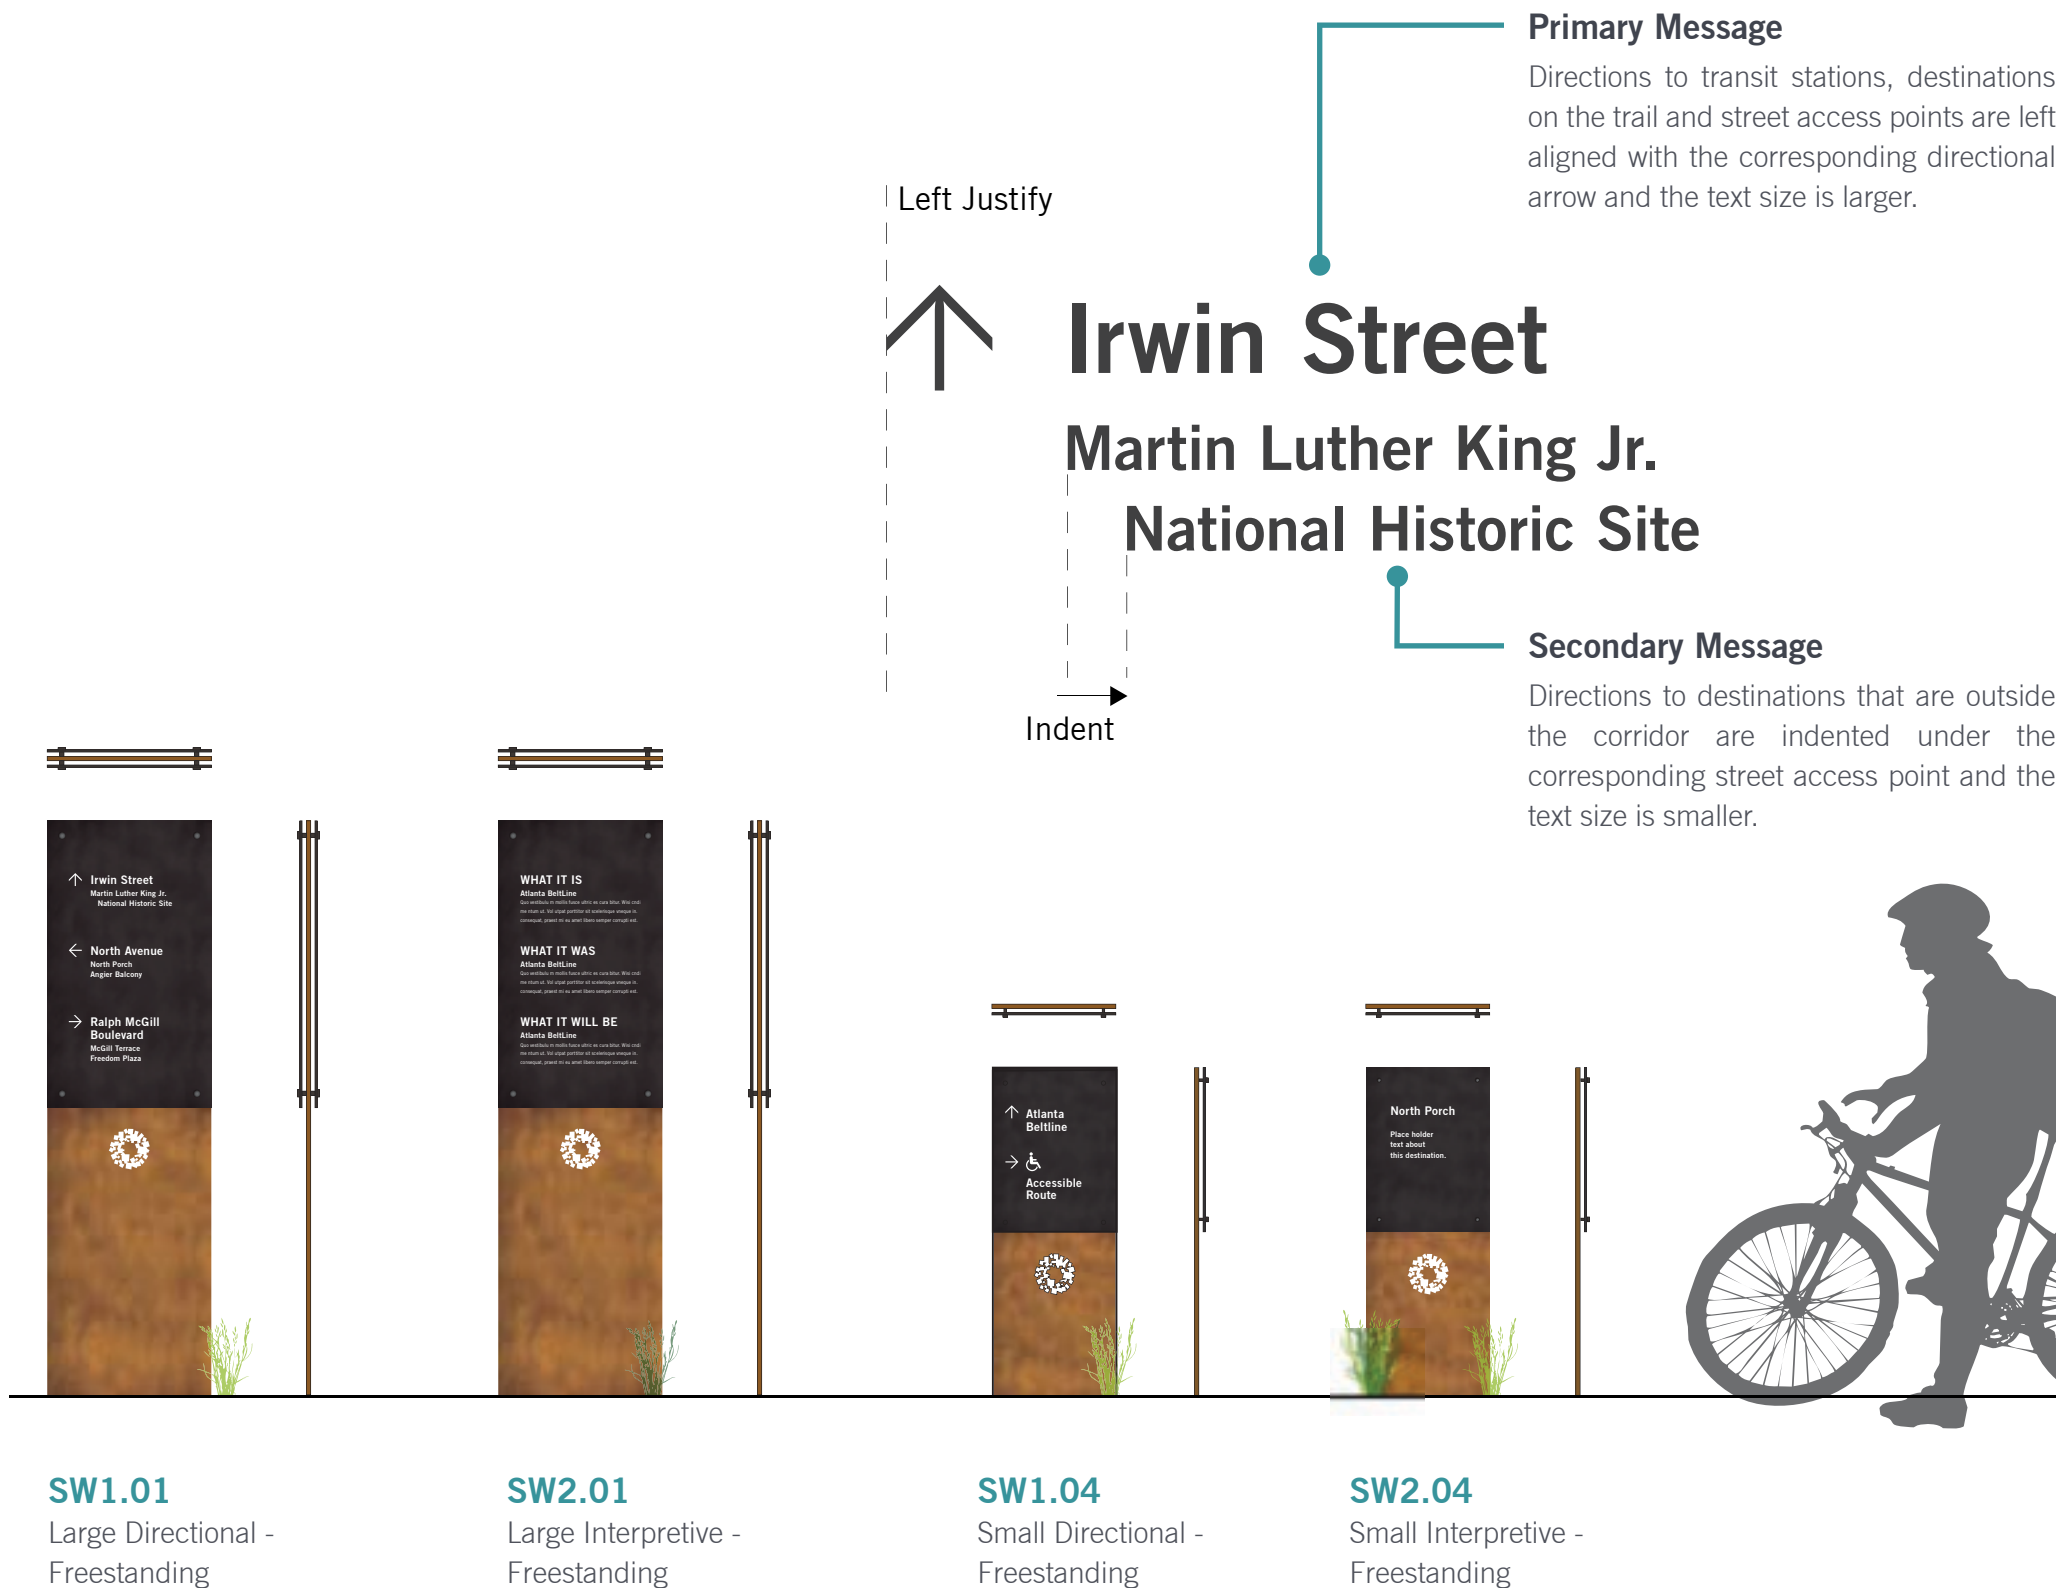 Primary Message
Directions to transit stations, destinations
on the trail and street access points are left
aligned with the corresponding directional
arrow and the text size is larger.
Left Justify
Irwin Street
Martin Luther King Jr.
National Historic Site
Indent
Secondary Message
Directions to destinations that are outside
the corridor are indented under the
corresponding street access point and the
text size is smaller.
Irwin Street
Martin Luther King Jr.
National Historic Site
North Avenue
North Porch
Angier Balcony
Ralph McGill
Boulevard
McGill Terrace
Freedom Plaza
WHAT IT IS
Atlanta BeltLine
WHAT IT WAS
Atlanta BeltLine
WHAT IT WILL BE
Atlanta BeltLine
Atlanta
Beltline
Accessible
Route
North Porch
Place holder
text about
this destination.
SW1.01
Large Directional -
Freestanding
SW2.01
Large Interpretive -
Freestanding
SW1.04
Small Directional -
Freestanding
SW2.04
Small Interpretive -
Freestanding